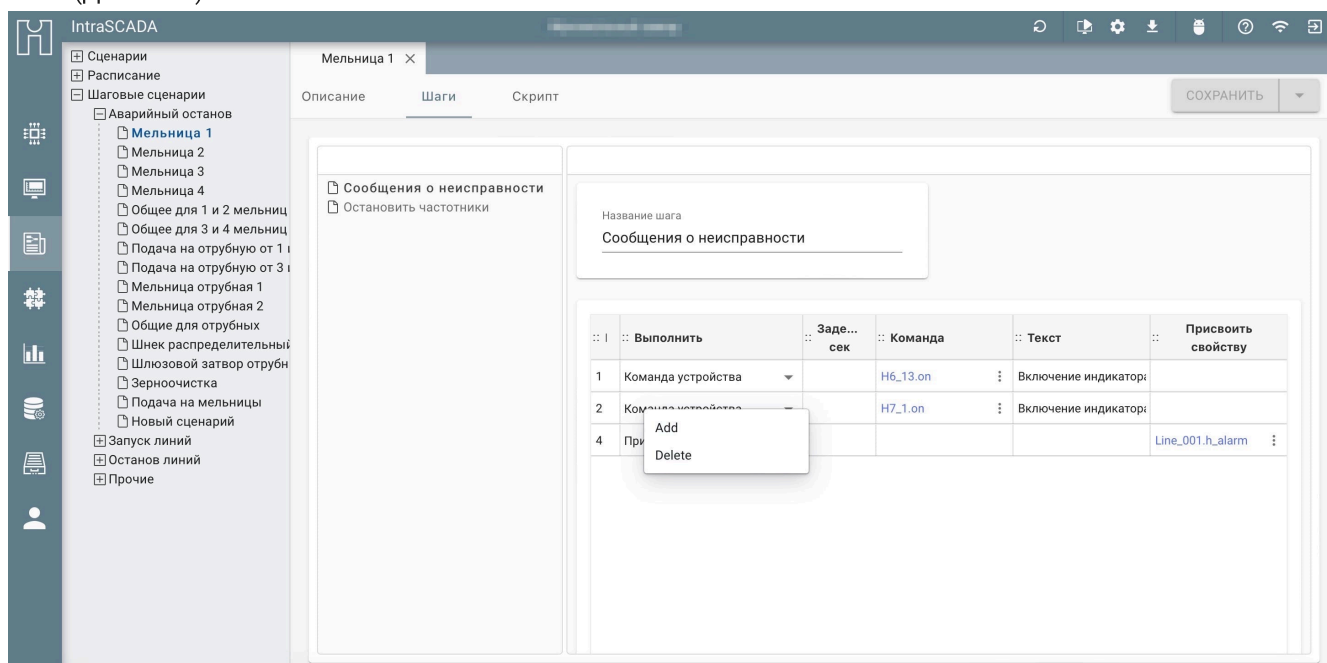 IntraSCADA
Сценарии
Расписание
Шаговые сценарии
Аварийный останов
Мельница 1
Мельница 2
Мельница 3
Мельница 4
Общее для 1 и 2 мельниц
Общее для 3 и 4 мельниц
Подача на отрубную от 1
Подача на отрубную от 3
Мельница отрубная 1
Мельница отрубная 2
Общие для отрубных
Шнек распределительный
Шлюзовой затвор отрубн
Зерноочистка
Подача на мельницы
Новый сценарий
Запуск линий
Останов линий
Прочие
Мельница 1 ×
Описание Шаги Скрипт СОХРАНИТЬ
Сообщения о неисправности
Остановить частотники
Название шага
Сообщения о неисправности
Выполнить Заде... сек Команда Текст Присвоить свойству
1 Команда устройства H6_13.on Включение индикатора
2 Команда устройства H7_1.on Включение индикатора
4 При Line_001.h_alarm
Add
Delete